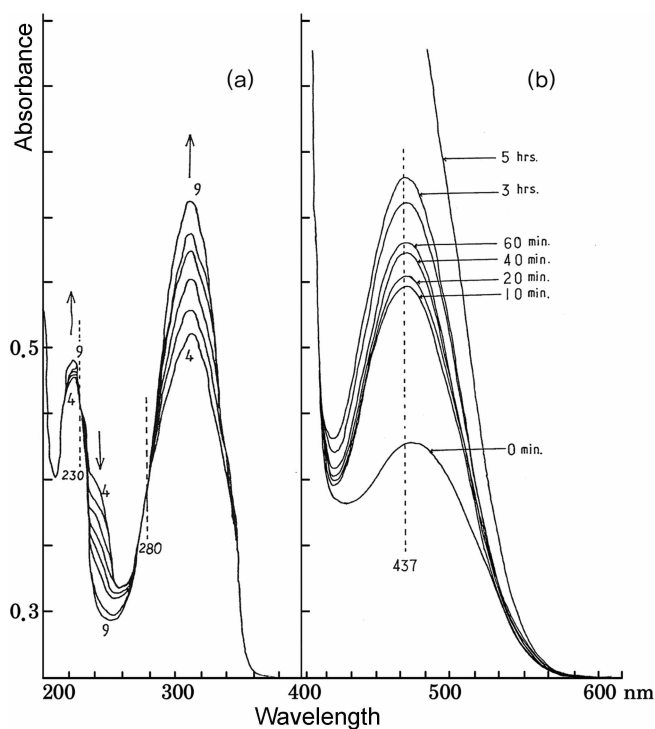 Absorbance
(a)
(b)
9
5 hrs.
3 hrs.
60 min.
40 min.
20 min.
10 min.
0.5
9
4
4
0 min.
230
4
280
437
0.3
9
200
300
400
500
600 nm
Wavelength